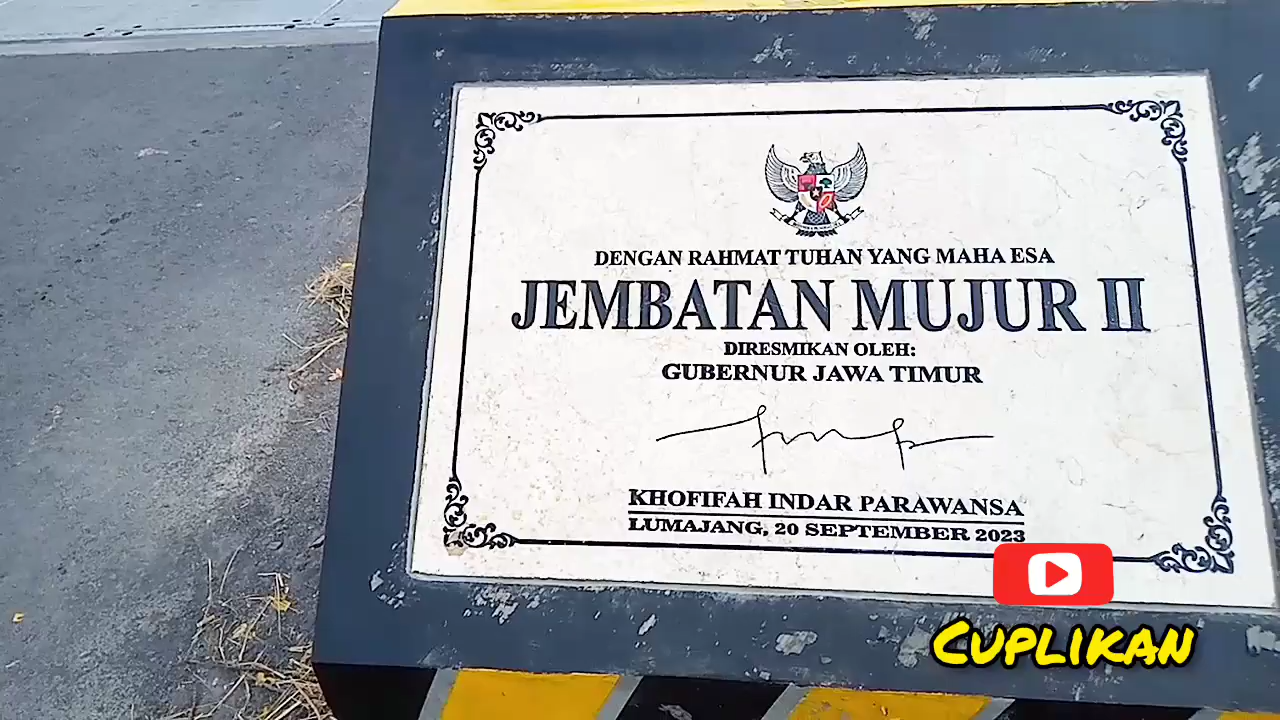 DENGAN RAHMAT TUHAN YANG MAHA ESA
JEMBATAN MUJUR II
DIRESMIKAN OLEH:
GUBERNUR JAWA TIMUR
KHOFIFAH INDAR PARAWANSA
LUMAJANG, 20 SEPTEMBER 2023
CUPLIKAN